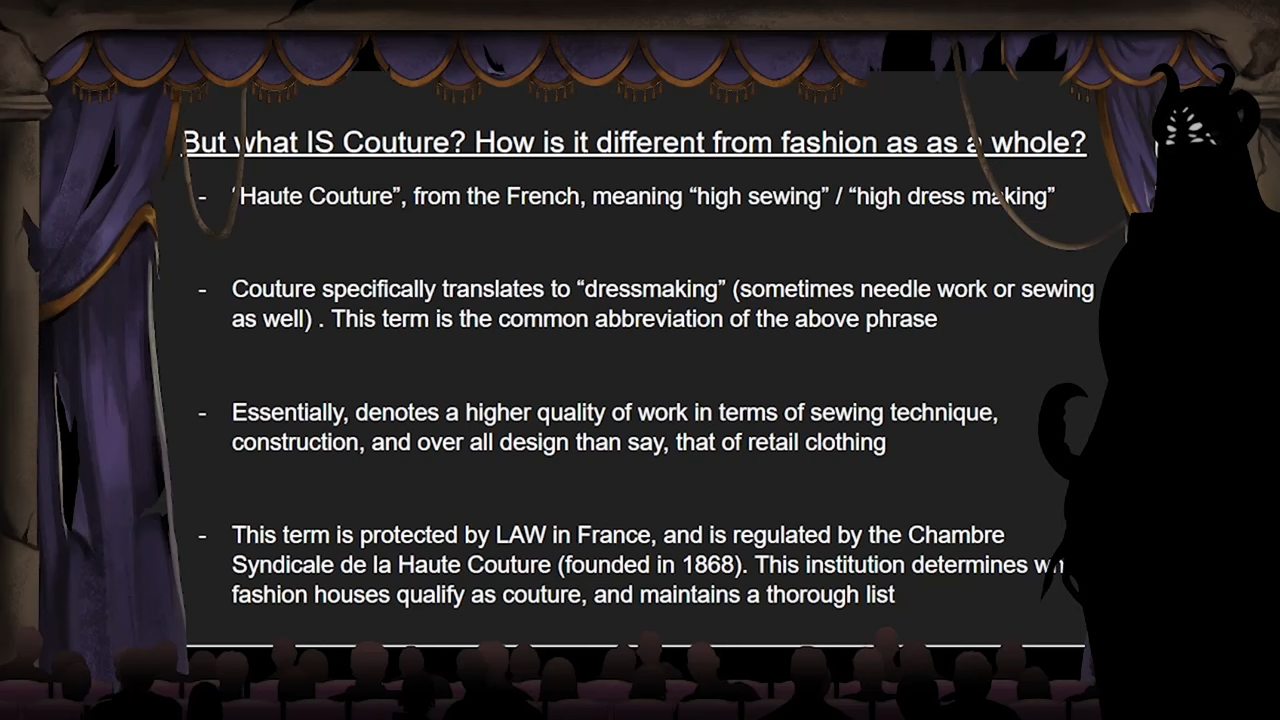 But what IS Couture? How is it different from fashion as as a whole?
- “Haute Couture”, from the French, meaning “high sewing” / “high dress making”
- Couture specifically translates to “dressmaking” (sometimes needle work or sewing
as well) . This term is the common abbreviation of the above phrase
- Essentially, denotes a higher quality of work in terms of sewing technique,
construction, and over all design than say, that of retail clothing
- This term is protected by LAW in France, and is regulated by the Chambre
Syndicale de la Haute Couture (founded in 1868). This institution determines
fashion houses qualify as couture, and maintains a thorough list